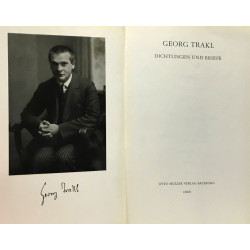 Georg Trakl
GEORG TRAKL
DICHTUNGEN UND BRIEFE
OTTO MÜLLER VERLAG SALZBURG